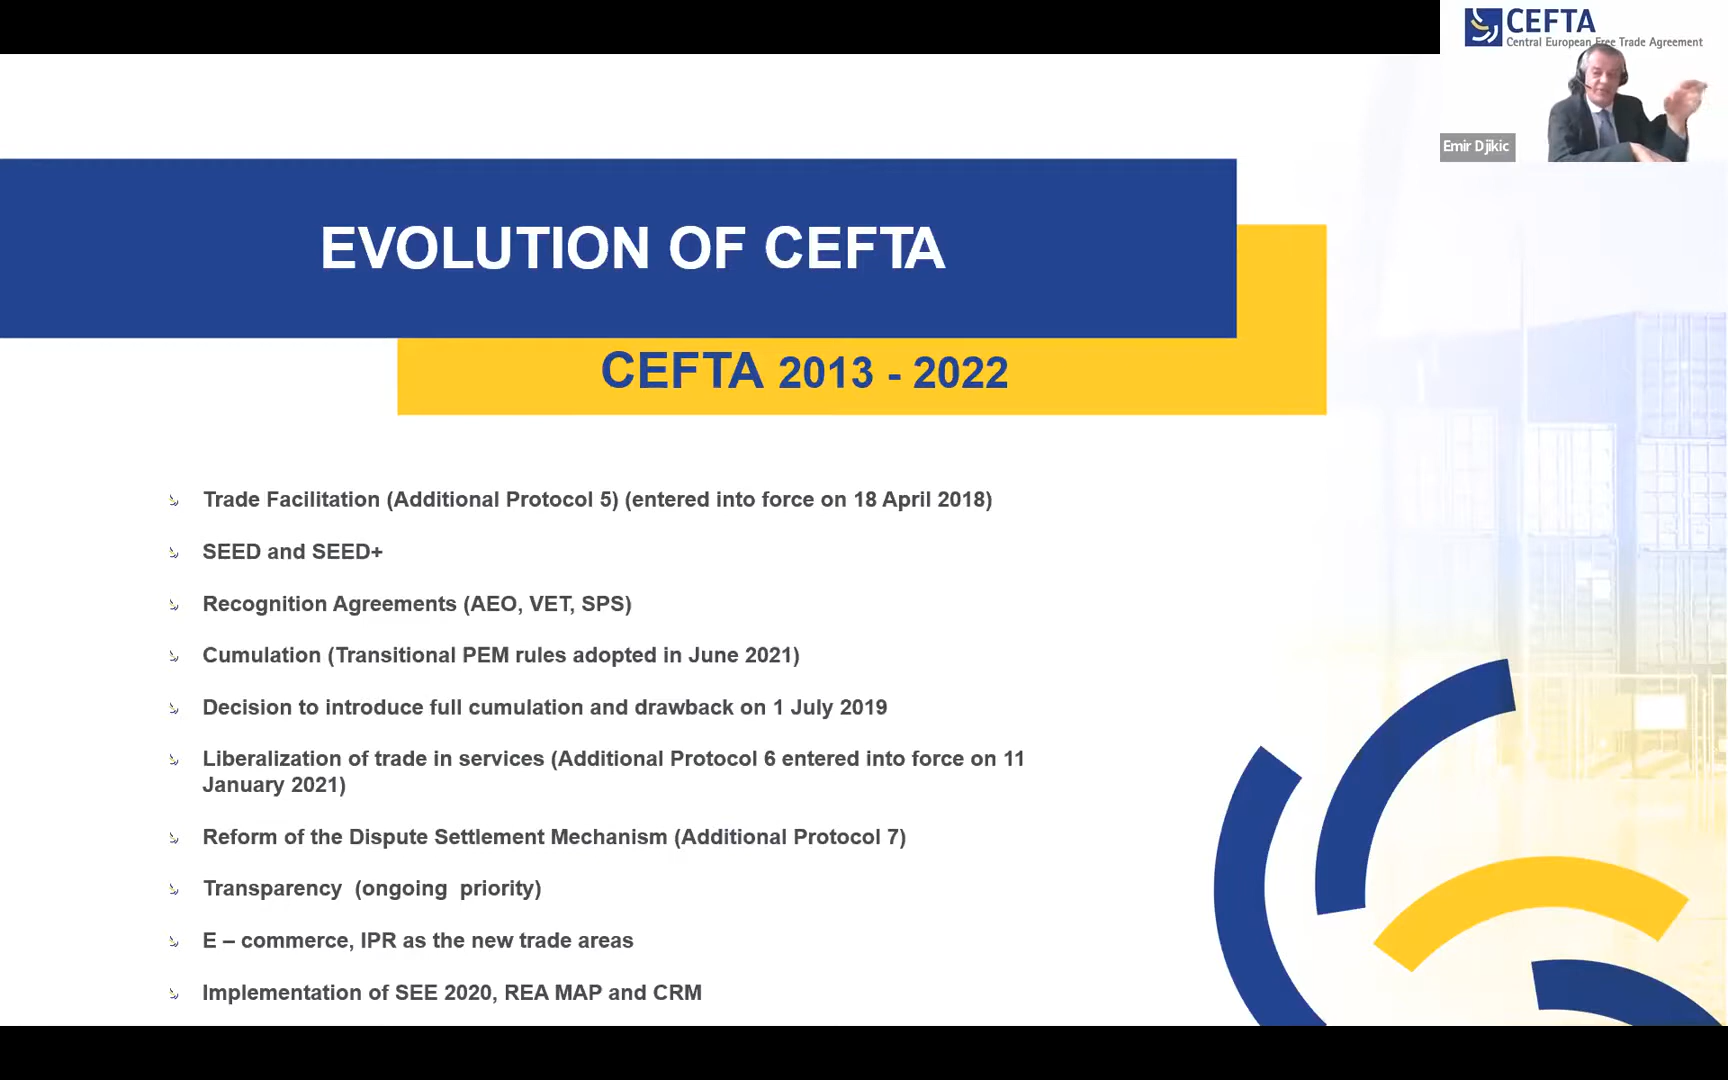 CEFTA
Central European Free Trade Agreement
Emir Djikic
EVOLUTION OF CEFTA
CEFTA 2013 - 2022
Trade Facilitation (Additional Protocol 5) (entered into force on 18 April 2018)
SEED and SEED+
Recognition Agreements (AEO, VET, SPS)
Cumulation (Transitional PEM rules adopted in June 2021)
Decision to introduce full cumulation and drawback on 1 July 2019
Liberalization of trade in services (Additional Protocol 6 entered into force on 11
January 2021)
Reform of the Dispute Settlement Mechanism (Additional Protocol 7)
Transparency (ongoing priority)
E – commerce, IPR as the new trade areas
Implementation of SEE 2020, REA MAP and CRM